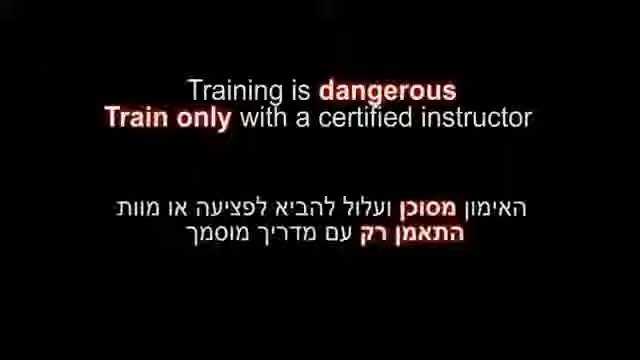 Training is dangerous
Train only with a certified instructor
האימון מסוכן ועלול להביא לפציעה או מוות
התאמן רק עם מדריך מוסמך